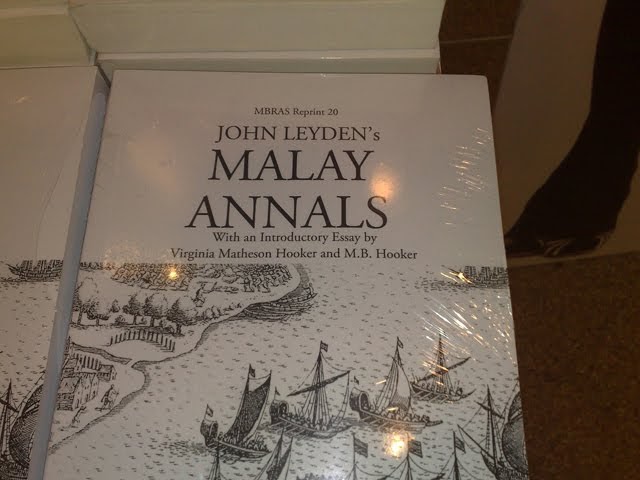 MBRAS Reprint 20
JOHN LEYDEN's
MALAY
ANNALS
With an Introductory Essay by
Virginia Matheson Hooker and M.B. Hooker